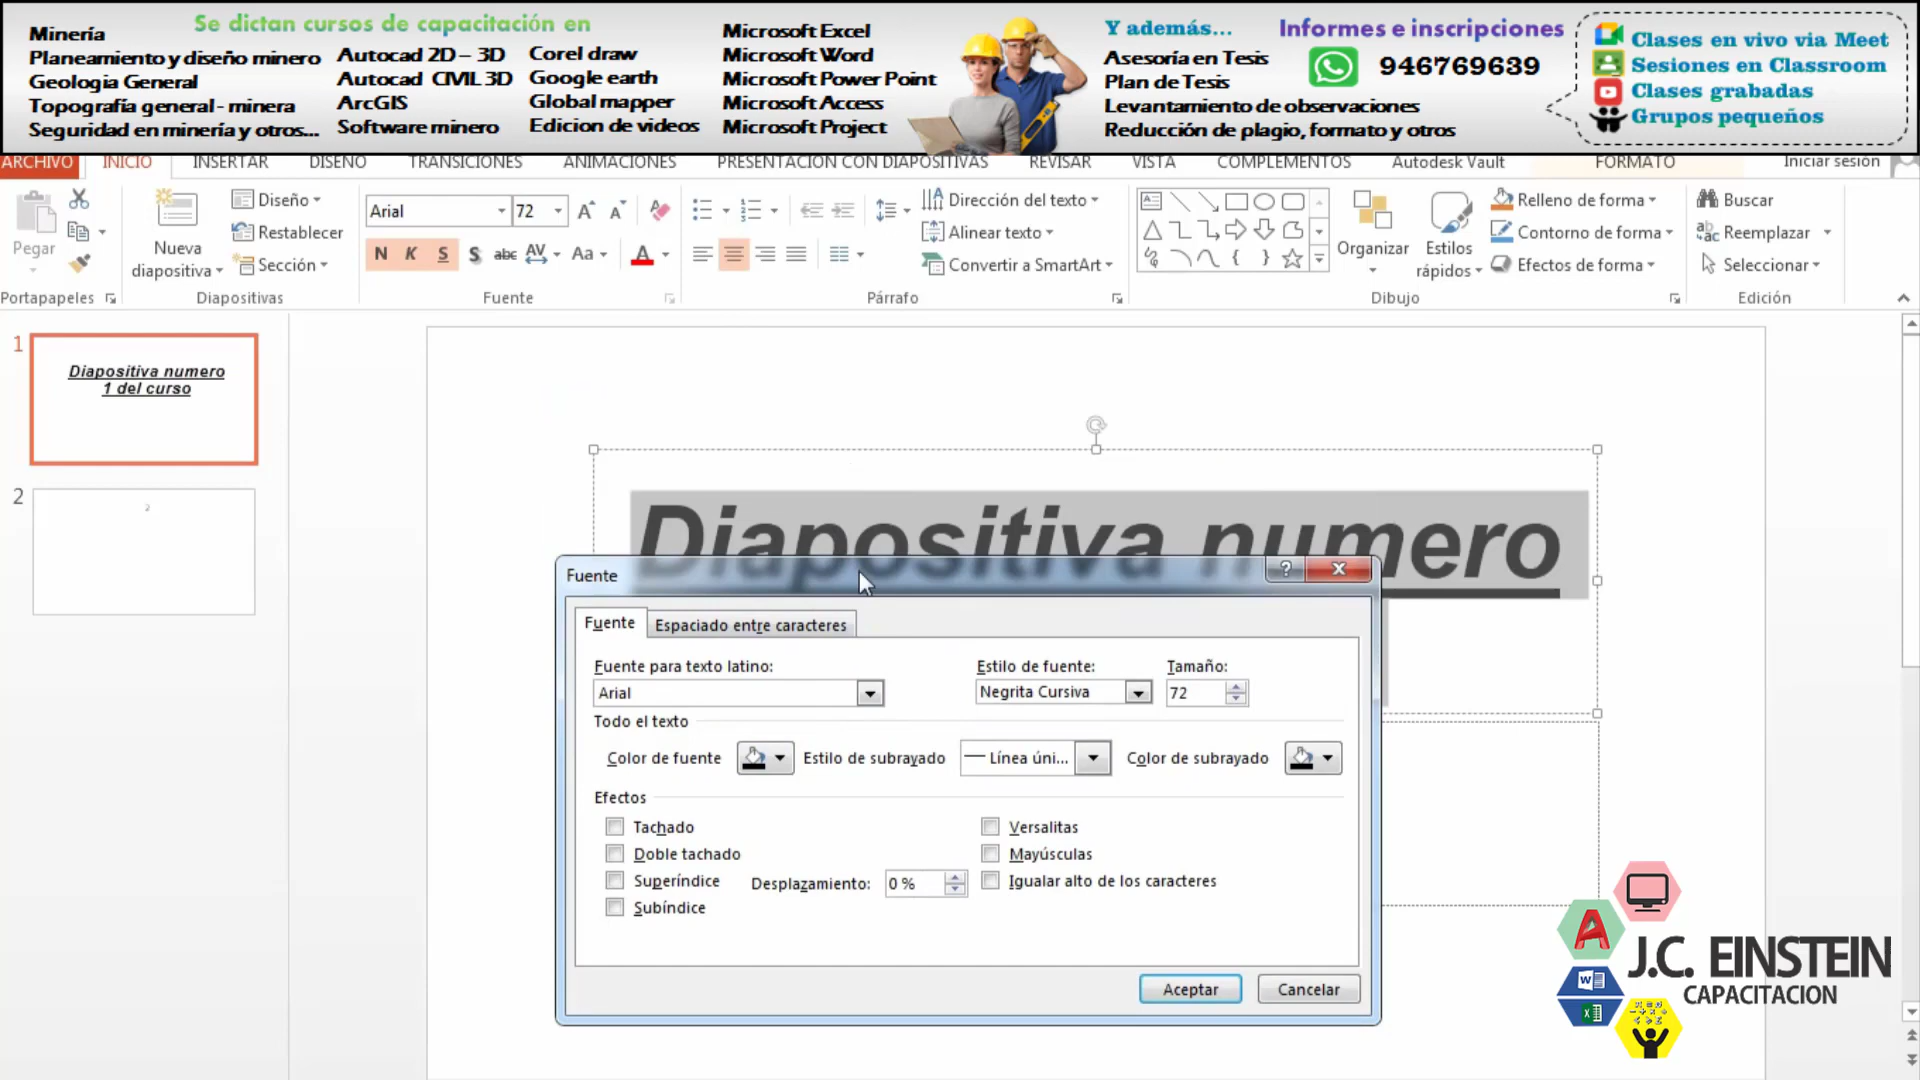 Se dictan cursos de capacitación en
Minería
Planeamiento y diseño minero
Geologia General
Topografía general - minera
Seguridad en minería y otros...
Autocad 2D – 3D
Autocad CIVIL 3D
ArcGIS
Software minero
Corel draw
Google earth
Global mapper
Edicion de videos
Microsoft Excel
Microsoft Word
Microsoft Power Point
Microsoft Access
Microsoft Project
Y además...
Asesoría en Tesis
Plan de Tesis
Levantamiento de observaciones
Reducción de plagio, formato y otros
Informes e inscripciones
946769639
Clases en vivo via Meet
Sesiones en Classroom
Clases grabadas
Grupos pequeños
ARCHIVO INICIO INSERTAR DISEÑO TRANSICIONES ANIMACIONES PRESENTACIÓN CON DIAPOSITIVAS REVISAR VISTA COMPLEMENTOS Autodesk Vault FORMATO Iniciar sesión
Pegar
Portapapeles
Nueva
diapositiva
Diseño
Restablecer
Sección
Diapositivas
Arial 72
N K S S abc AV Aa A
Fuente
Dirección del texto
Alinear texto
Convertir a SmartArt
Párrafo
Organizar
Estilos
rápidos
Relleno de forma
Contorno de forma
Efectos de forma
Dibujo
Buscar
Reemplazar
Seleccionar
Edición
1
Diapositiva numero
1 del curso
2
2
Diapositiva numero
Fuente
Fuente Espaciado entre caracteres
Fuente para texto latino: Estilo de fuente: Tamaño:
Arial Negrita Cursiva 72
Todo el texto
Color de fuente Estilo de subrayado Línea úni... Color de subrayado
Efectos
Tachado Versalitas
Doble tachado Mayúsculas
Superíndice Desplazamiento: 0 % Igualar alto de los caracteres
Subíndice
Aceptar Cancelar
J.C. EINSTEIN
CAPACITACION